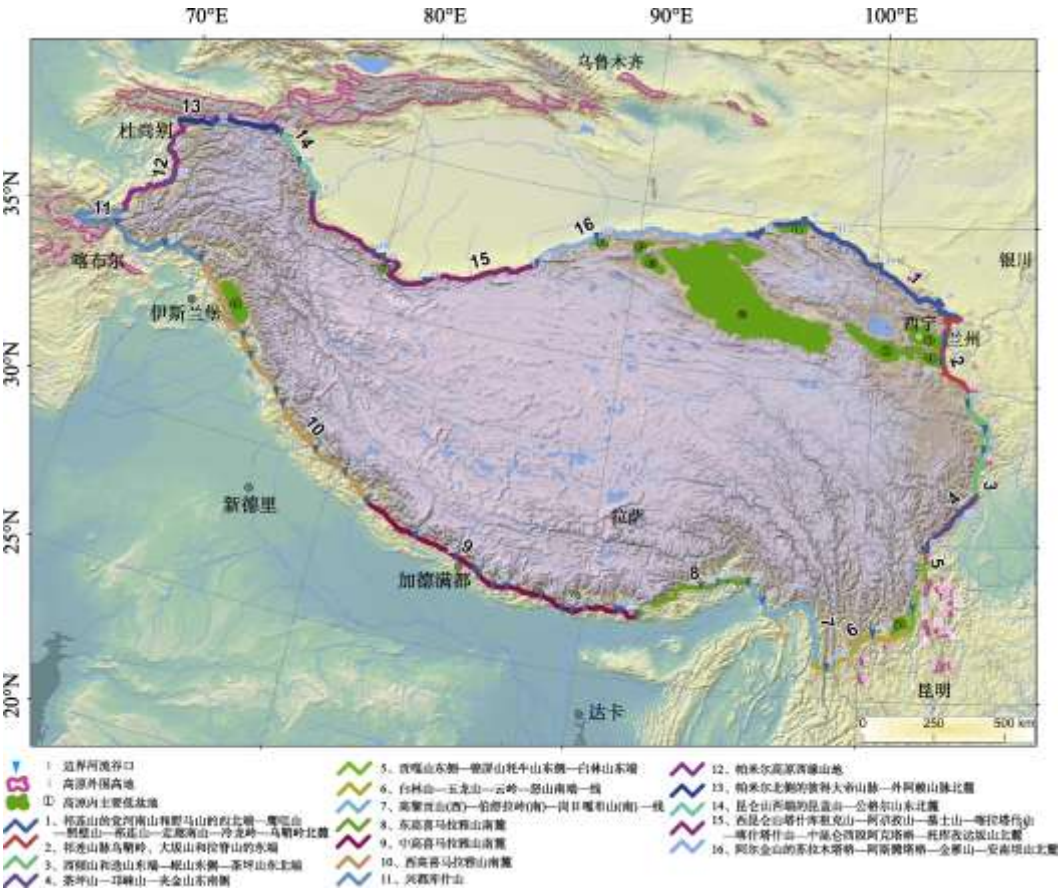 70°E
80°E
90°E
100°E
乌鲁木齐
13
杜尚别
14
12
35°N
11
16
15
1
喀布尔
银川
伊斯兰堡
西宁
兰州
2
30°N
10
3
4
新德里
拉萨
25°N
9
加德满都
8
5
7
6
20°N
昆明
达卡
0
250
500 km
边界河流谷口
高原外围高地
① 高原内主要低盆地
1、祁连山的党河南山和野马山的西北端—鹰咀山
—照壁山—祁连山—走廊南山—冷龙岭—乌鞘岭北麓
2、祁连山脉乌鞘岭、大坂山和拉脊山的东端
3、西倾山和迭山东端—岷山东侧—茶坪山东北端
4、茶坪山—邛崃山—夹金山东南侧
5、贡嘎山东侧—锦屏山牦牛山东侧—白林山东端
6、白林山—玉龙山—云岭—怒山南端一线
7、高黎贡山(西)—伯舒拉岭(南)—岗日嘎布山(南)一线
8、东高喜马拉雅山南麓
9、中高喜马拉雅山南麓
10、西高喜马拉雅山南麓
11、兴都库什山
12、帕米尔高原西缘山地
13、帕米尔北侧的彼得大帝山脉—外阿赖山脉北麓
14、昆仑山西端的昆盖山—公格尔山东北麓
15、西昆仑山塔什库祖克山—阿尕孜山—慕士山—喀拉塔什山
—喀什塔什山—中昆仑西段阿克塔格—托库孜达坂山北麓
16、阿尔金山的苏拉木塔格—阿斯腾塔格—金雁山—安南坝山北麓